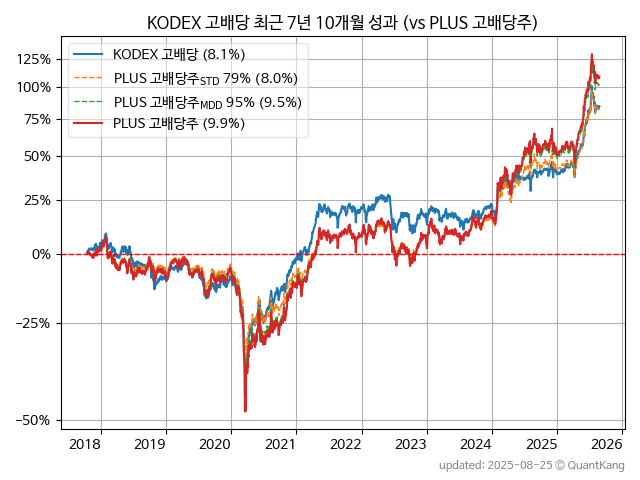 KODEX 고배당 최근 7년 10개월 성과 (vs PLUS 고배당주)
KODEX 고배당 (8.1%)
PLUS 고배당주STD 79% (8.0%)
PLUS 고배당주MDD 95% (9.5%)
PLUS 고배당주 (9.9%)
125%
100%
75%
50%
25%
0%
−25%
−50%
2018 2019 2020 2021 2022 2023 2024 2025 2026
updated: 2025-08-25 © QuantKang